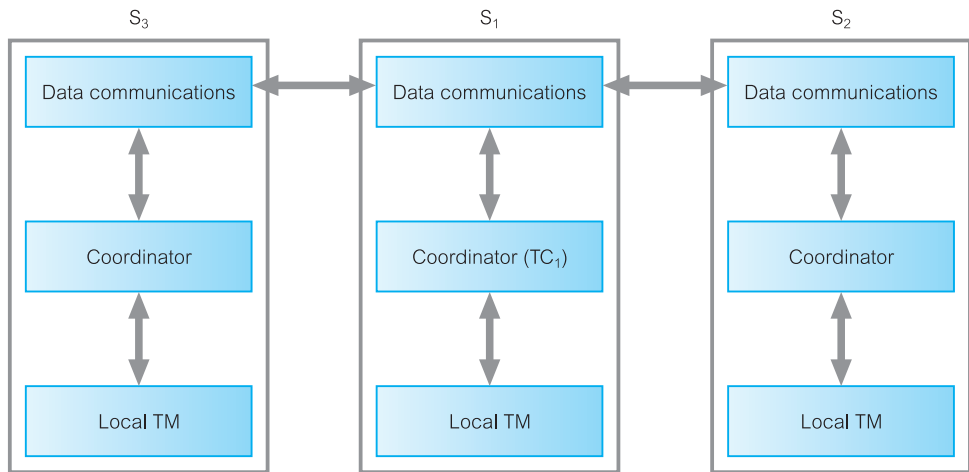 S₃ S₁ S₂
Data communications Data communications Data communications
Coordinator Coordinator (TC₁) Coordinator
Local TM Local TM Local TM